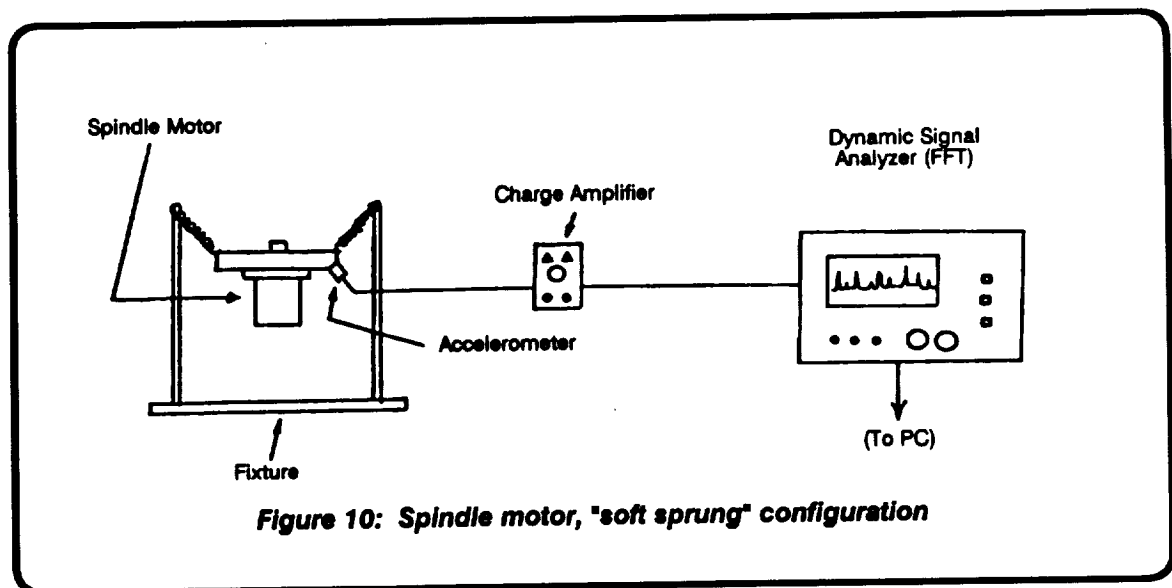 Spindle Motor
Dynamic Signal
Analyzer (FFT)
Charge Amplifier
Accelerometer
(To PC)
Fixture
Figure 10: Spindle motor, "soft sprung" configuration